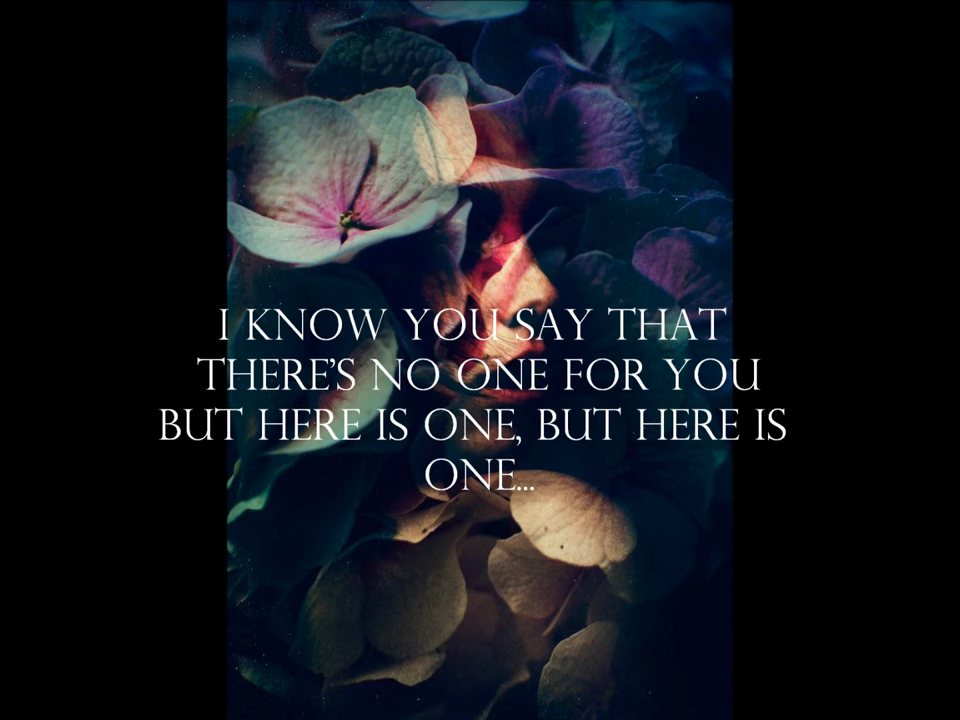 I KNOW YOU SAY THAT
THERE'S NO ONE FOR YOU
BUT HERE IS ONE, BUT HERE IS
ONE...